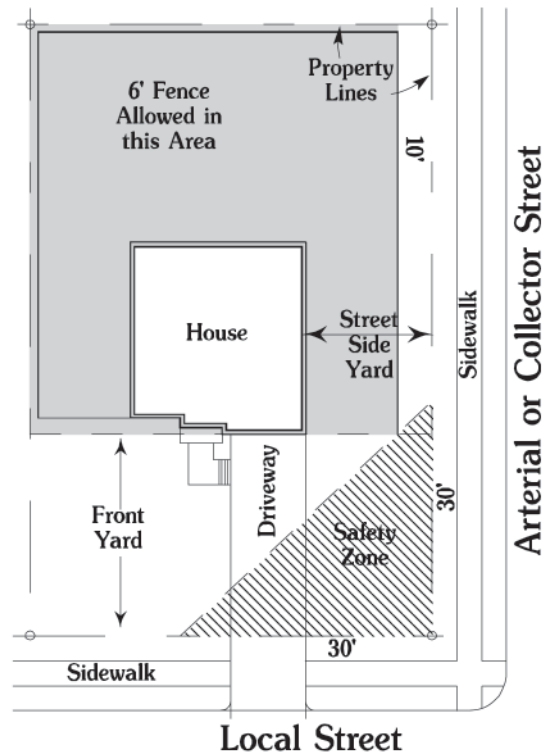 Property
Lines
6' Fence
Allowed in
this Area
10'
House
Street
Side
Yard
Sidewalk
Arterial or Collector Street
Front
Yard
Driveway
Safety
Zone
30'
30'
Sidewalk
Local Street